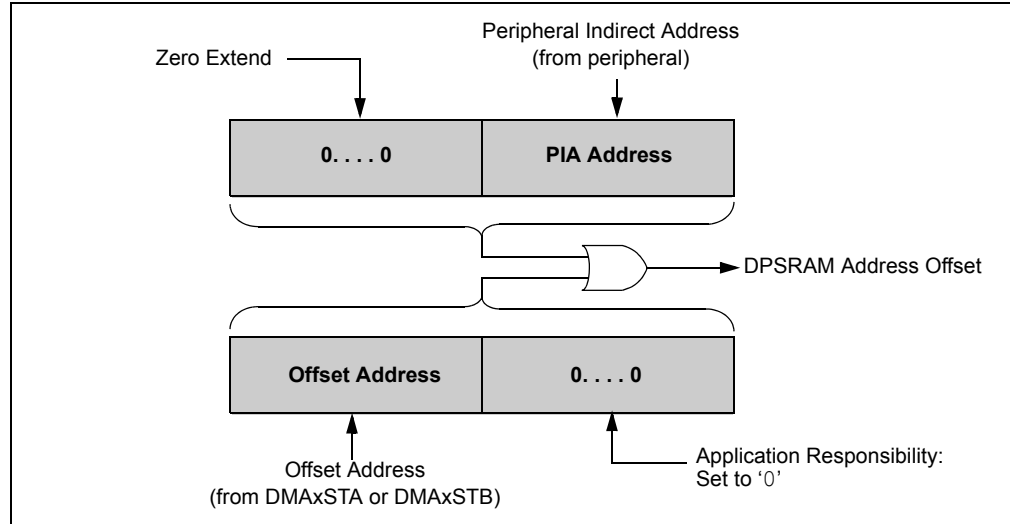 Peripheral Indirect Address
(from peripheral)
Zero Extend
0. . . . 0
PIA Address
DPSRAM Address Offset
Offset Address
0. . . . 0
Offset Address
(from DMAxSTA or DMAxSTB)
Application Responsibility:
Set to ‘0’